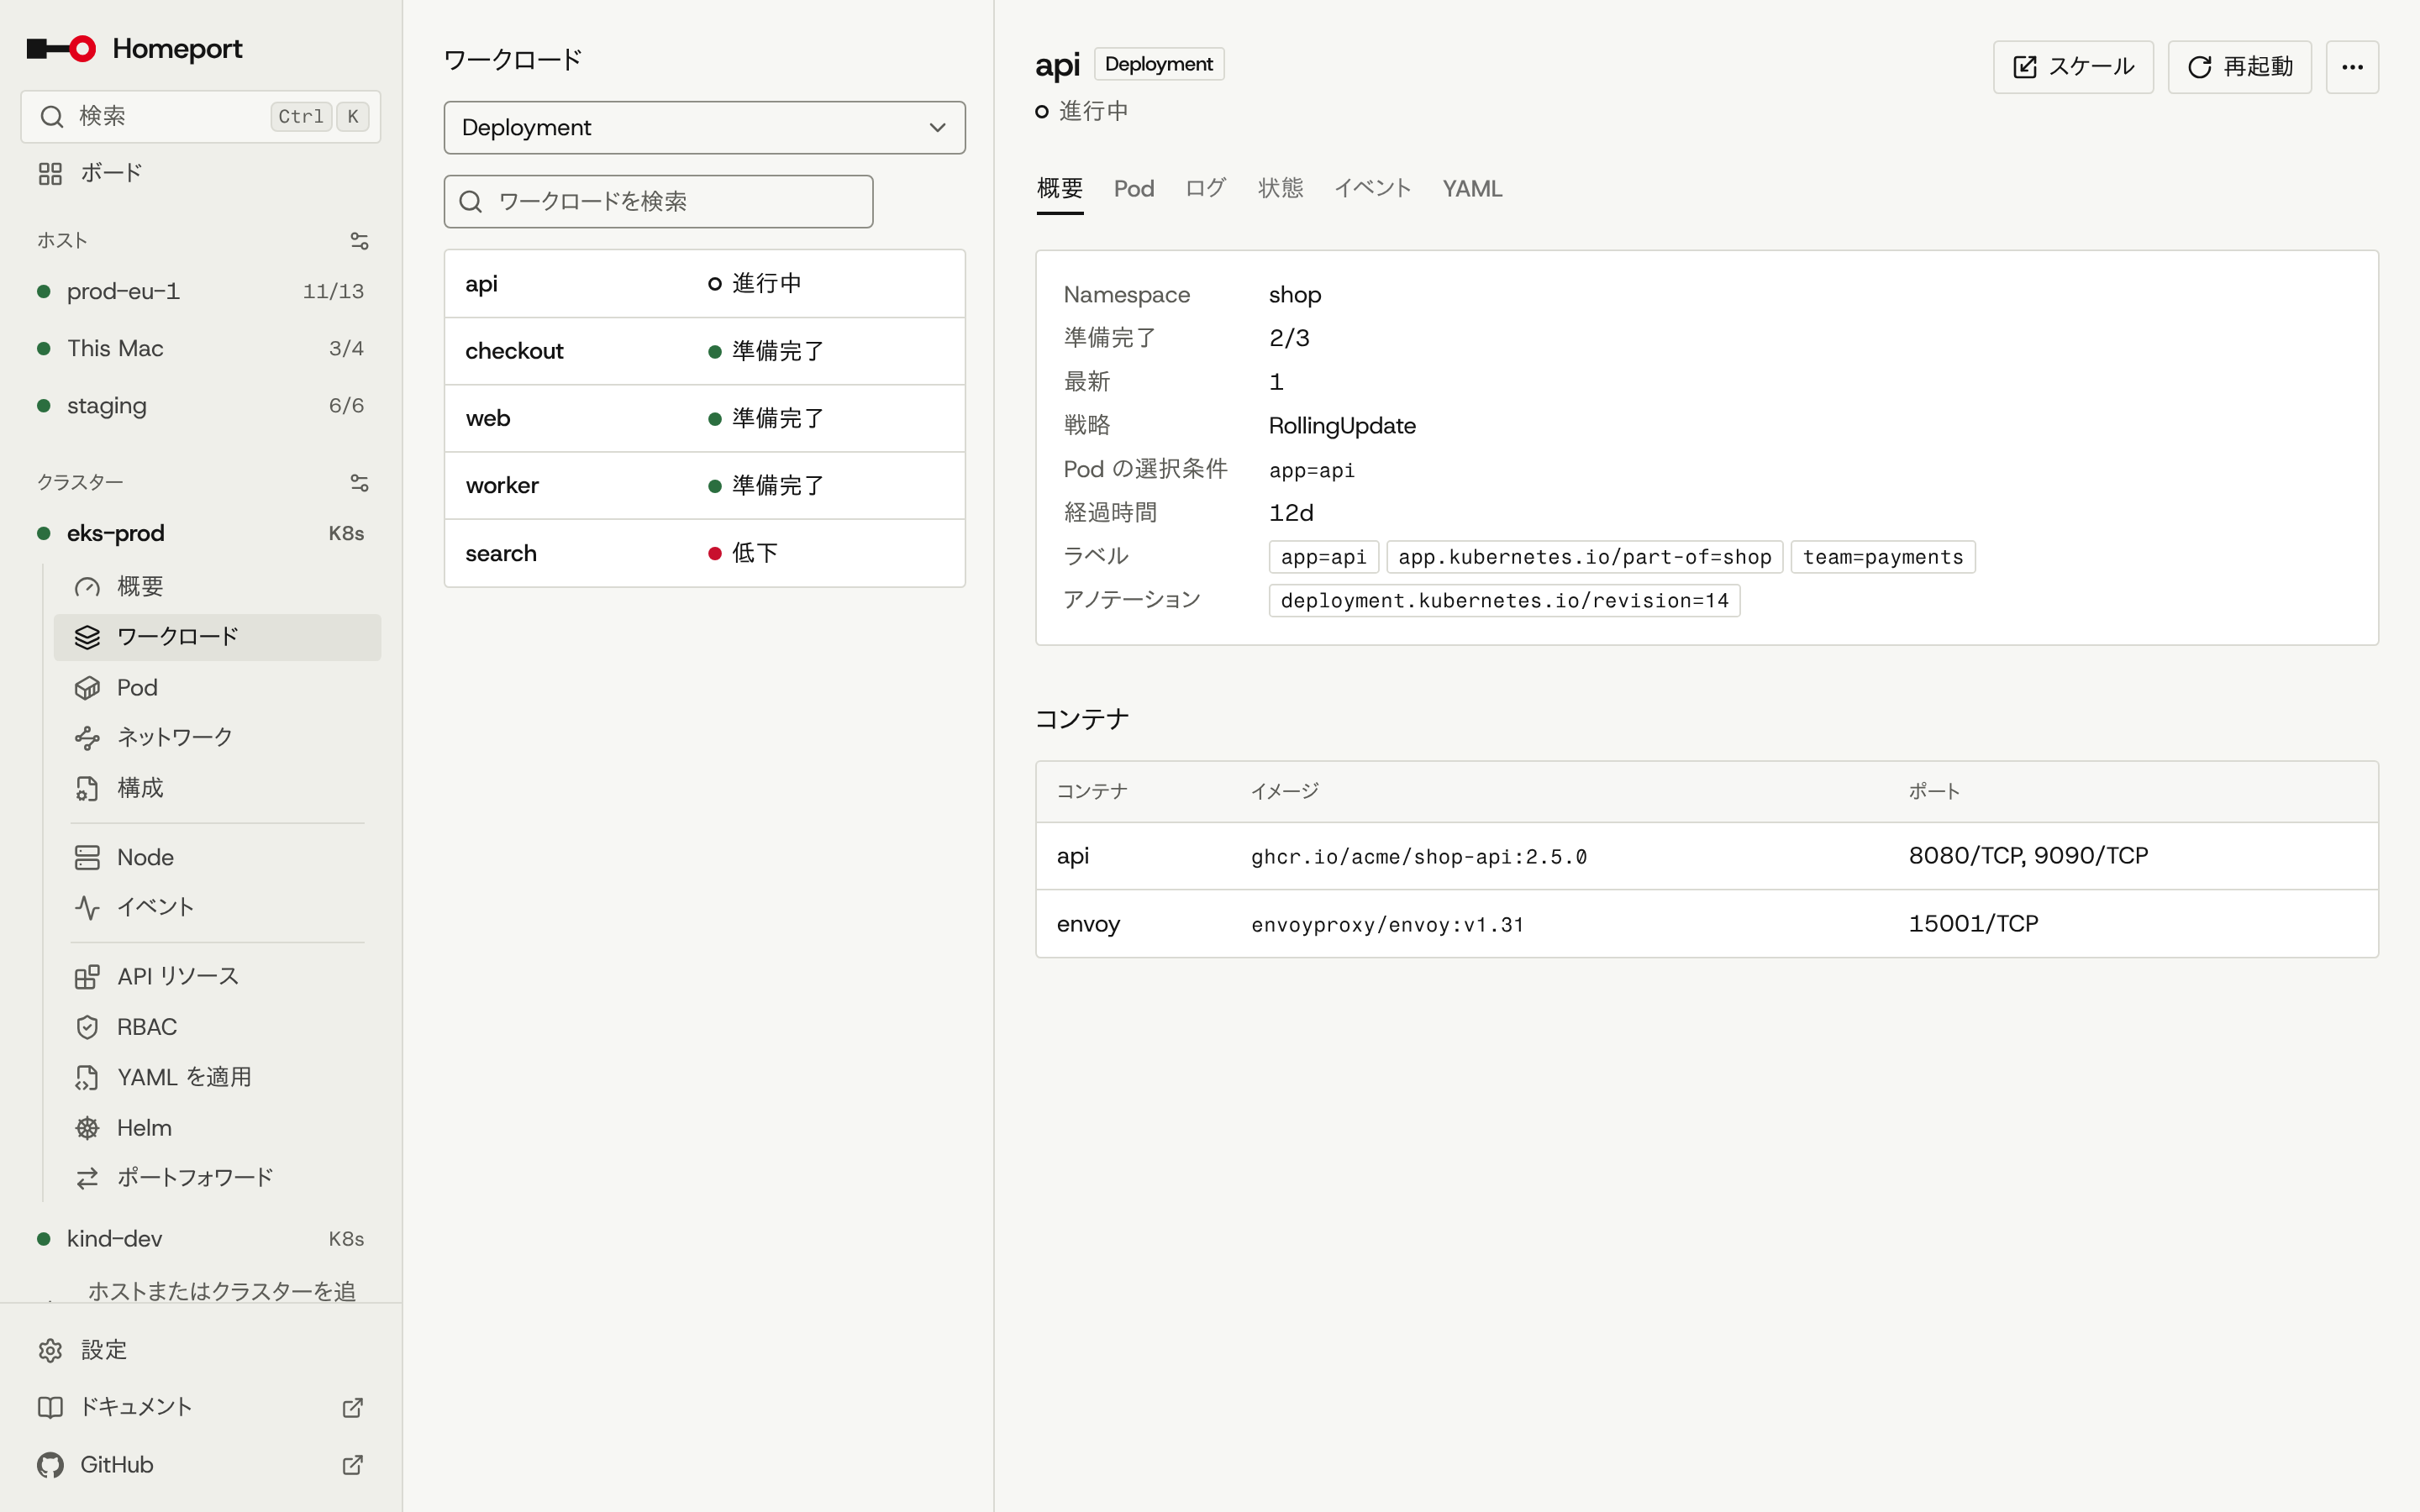 Homeport
検索 Ctrl K
ボード
ホスト
prod-eu-1 11/13
This Mac 3/4
staging 6/6
クラスター
eks-prod K8s
概要
ワークロード
Pod
ネットワーク
構成
Node
イベント
API リソース
RBAC
YAML を適用
Helm
ポートフォワード
kind-dev K8s
ホストまたはクラスターを追
設定
ドキュメント
GitHub
ワークロード
Deployment
ワークロードを検索
api 進行中
checkout 準備完了
web 準備完了
worker 準備完了
search 低下
api Deployment
進行中
スケール 再起動
概要 Pod ログ 状態 イベント YAML
Namespace shop
準備完了 2/3
最新 1
戦略 RollingUpdate
Pod の選択条件 app=api
経過時間 12d
ラベル app=api app.kubernetes.io/part-of=shop team=payments
アノテーション deployment.kubernetes.io/revision=14
コンテナ
コンテナ イメージ ポート
api ghcr.io/acme/shop-api:2.5.0 8080/TCP, 9090/TCP
envoy envoyproxy/envoy:v1.31 15001/TCP